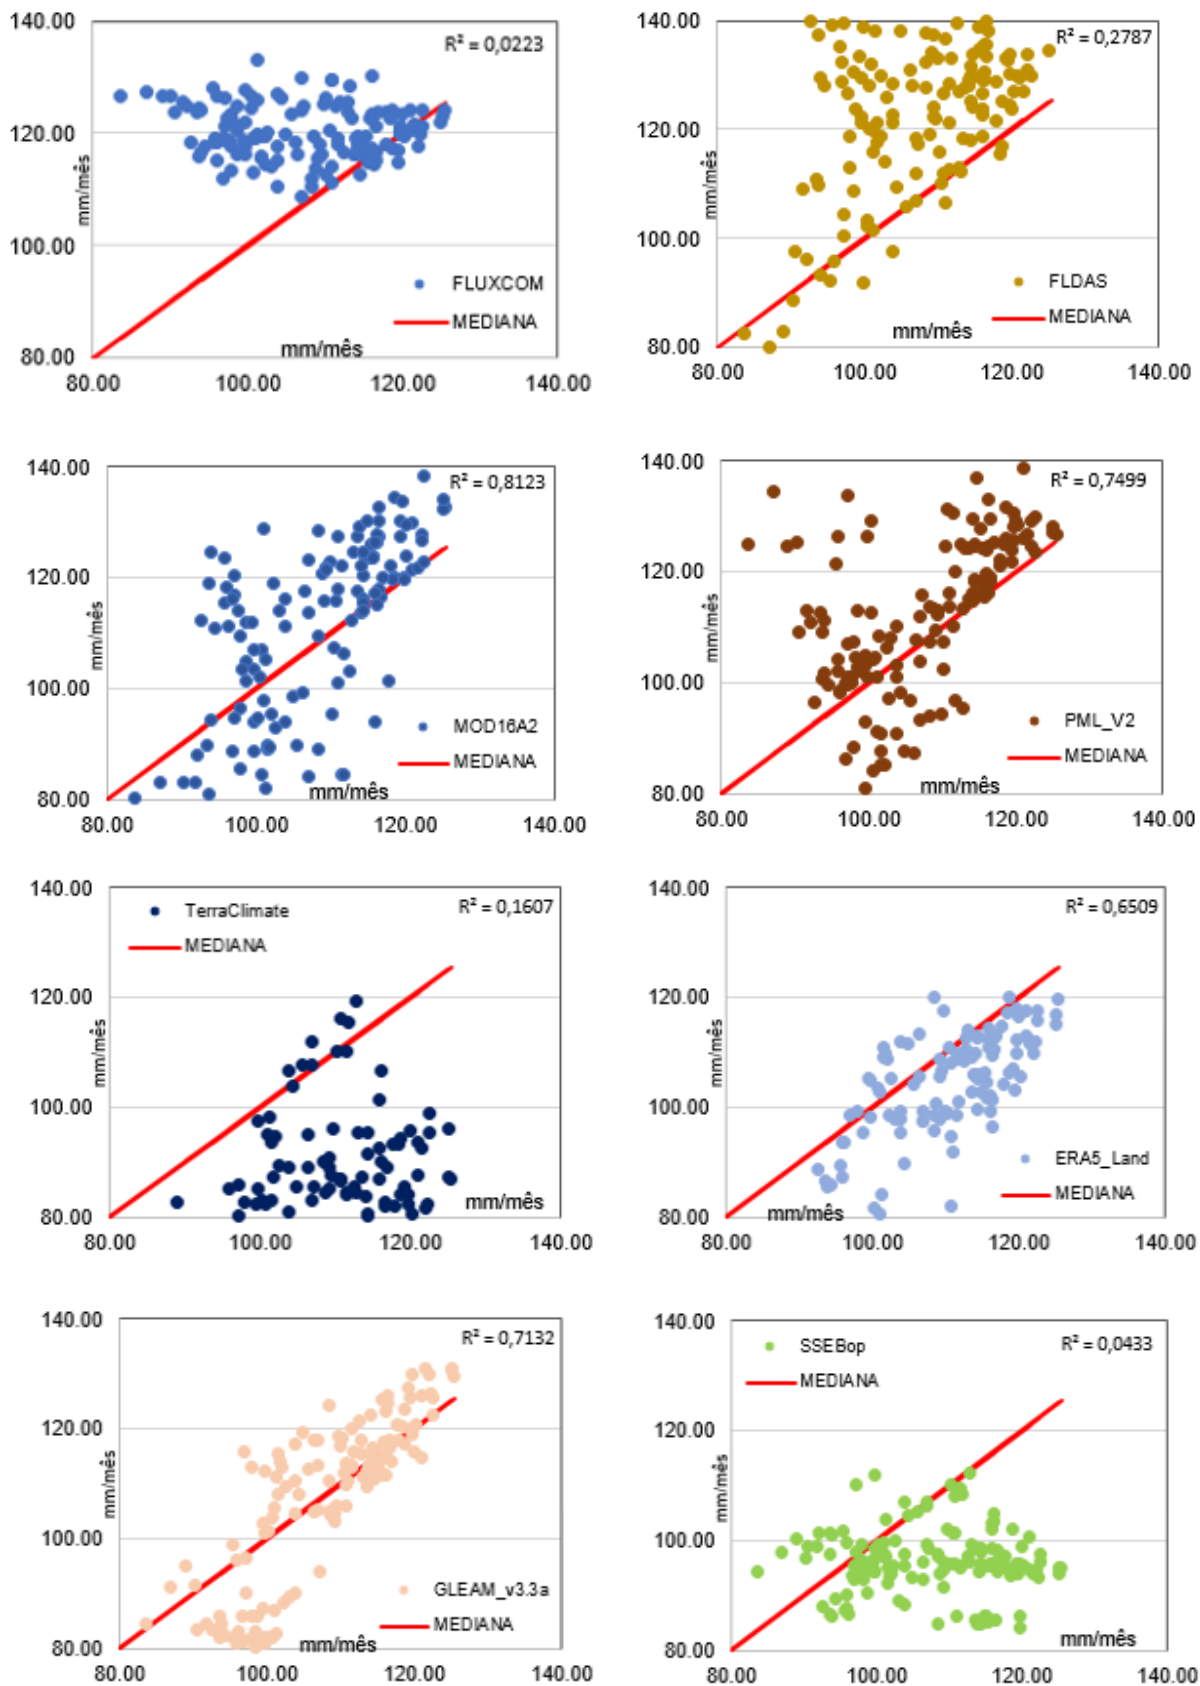 140.00
R² = 0,0223
120.00
mm/mês
100.00
FLUXCOM
MEDIANA
mm/mês
80.00
80.00 100.00 120.00 140.00
140.00
R² = 0,2787
120.00
mm/mês
100.00
FLDAS
MEDIANA
80.00
mm/mês
80.00 100.00 120.00 140.00
140.00
R² = 0,8123
120.00
mm/mês
100.00
MOD16A2
MEDIANA
mm/mês
80.00
80.00 100.00 120.00 140.00
140.00
R² = 0,7499
120.00
mm/mês
100.00
PML_V2
MEDIANA
mm/mês
80.00
80.00 100.00 120.00 140.00
140.00
TerraClimate
R² = 0,1607
MEDIANA
120.00
mm/mês
100.00
mm/mês
80.00
80.00 100.00 120.00 140.00
140.00
R² = 0,6509
120.00
mm/mês
100.00
ERA5_Land
MEDIANA
mm/mês
80.00
80.00 100.00 120.00 140.00
140.00
R² = 0,7132
120.00
mm/mês
100.00
GLEAM_v3.3a
MEDIANA
mm/mês
80.00
80.00 100.00 120.00 140.00
140.00
SSEBop
R² = 0,0433
MEDIANA
120.00
mm/mês
100.00
mm/mês
80.00
80.00 100.00 120.00 140.00